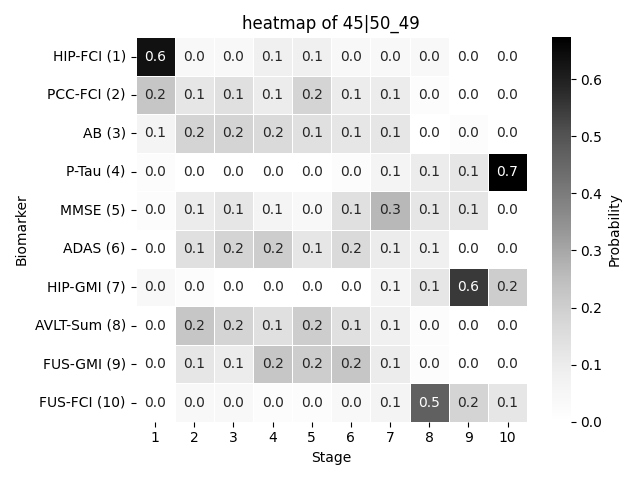 heatmap of 45|50_49
HIP-FCI (1) 0.6 0.0 0.0 0.1 0.1 0.0 0.0 0.0 0.0 0.0
PCC-FCI (2) 0.2 0.1 0.1 0.1 0.2 0.1 0.1 0.0 0.0 0.0
AB (3) 0.1 0.2 0.2 0.2 0.1 0.1 0.1 0.0 0.0 0.0
P-Tau (4) 0.0 0.0 0.0 0.0 0.0 0.0 0.1 0.1 0.1 0.7
MMSE (5) 0.0 0.1 0.1 0.1 0.0 0.1 0.3 0.1 0.1 0.0
ADAS (6) 0.0 0.1 0.2 0.2 0.1 0.2 0.1 0.1 0.0 0.0
HIP-GMI (7) 0.0 0.0 0.0 0.0 0.0 0.0 0.1 0.1 0.6 0.2
AVLT-Sum (8) 0.0 0.2 0.2 0.1 0.2 0.1 0.1 0.0 0.0 0.0
FUS-GMI (9) 0.0 0.1 0.1 0.2 0.2 0.2 0.1 0.0 0.0 0.0
FUS-FCI (10) 0.0 0.0 0.0 0.0 0.0 0.0 0.1 0.5 0.2 0.1
1 2 3 4 5 6 7 8 9 10
Stage
Biomarker
0.6
0.5
0.4
0.3
0.2
0.1
0.0
Probability